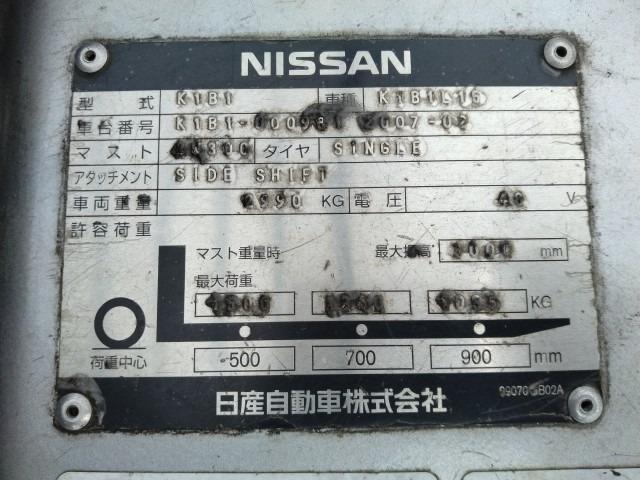 NISSAN
型 式 K1B1 車種 K1B1L15
車台番号 2007-02
マスト タイヤ SINGLE
アタッチメント SIDE SHIFT
車両重量 2990 KG 電圧 V
許容荷重
マスト重量時 最大揚高 3000 mm
最大荷重
KG
荷重中心 500 700 900 mm
日産自動車株式会社